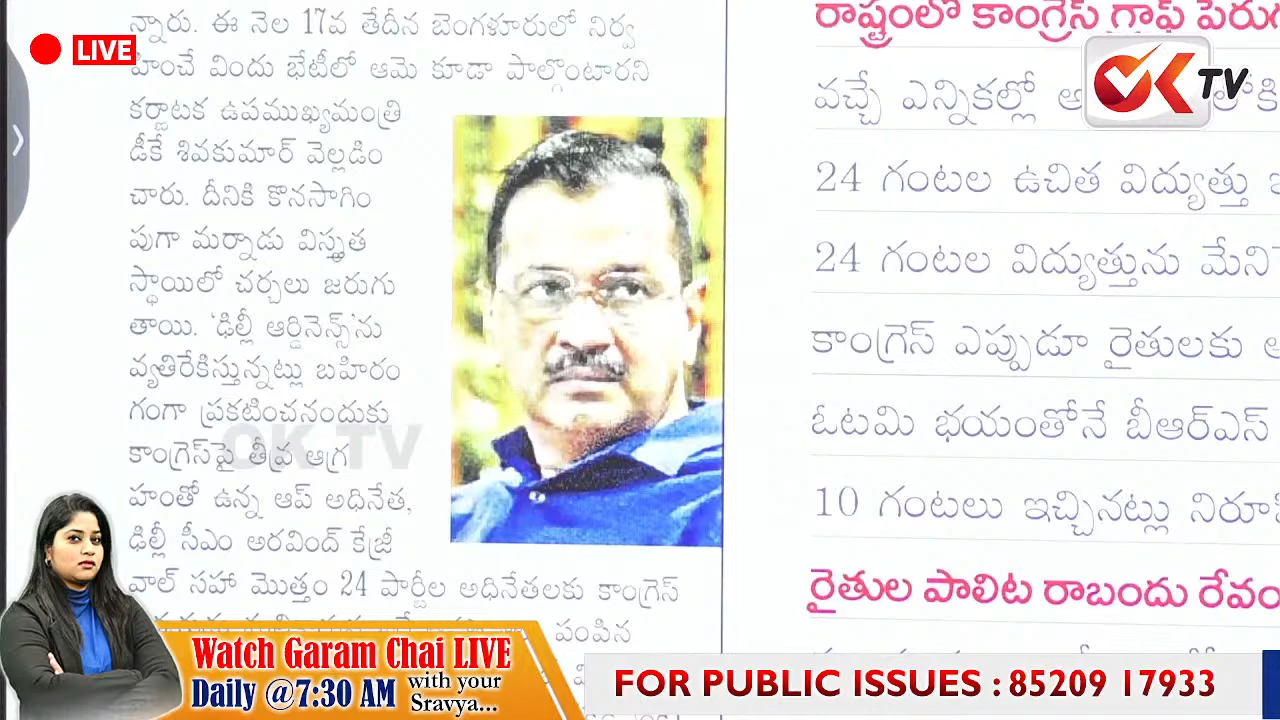 LIVE
న్నారు. ఈ నెల 17వ తేదీన బెంగళూరులో నిర్వ
హించే విందు భేటీలో ఆమె కూడా పాల్గొంటారని
కర్ణాటక ఉపముఖ్యమంత్రి
డీకే శివకుమార్ వెల్లడిం
చారు. దీనికి కొనసాగిం
పుగా మర్నాడు విస్తృత
స్థాయిలో చర్చలు జరుగు
తాయి. ‘ఢిల్లీ ఆర్డినెన్స్’ను
వ్యతిరేకిస్తున్నట్లు బహిరం
గంగా ప్రకటించనందుకు
కాంగ్రెస్‌పై తీవ్ర ఆగ్ర
హంతో ఉన్న ఆప్ అధినేత,
ఢిల్లీ సీఎం అరవింద్ కేజ్రీ
వాల్ సహా మొత్తం 24 పార్టీల అధినేతలకు కాంగ్రెస్
పంపిన
OK TV
రాష్ట్రంలో కాంగ్రెస్ గ్రాఫ్
వచ్చే ఎన్నికల్లో
24 గంటల ఉచిత విద్యుత్తు
24 గంటల విద్యుత్తును
కాంగ్రెస్ ఎప్పుడూ రైతులకు
ఓటమి భయంతోనే బీఆర్ఎస్
10 గంటలు ఇచ్చినట్లు
రైతుల పాలిట రాబందు
OK TV
Watch Garam Chai LIVE
Daily @7:30 AM with your
Sravya...
FOR PUBLIC ISSUES : 85209 17933